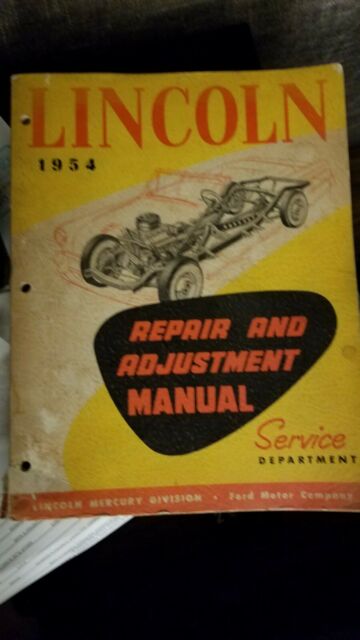 LINCOLN
1954
REPAIR AND
ADJUSTMENT
MANUAL
Service
DEPARTMENT
LINCOLN MERCURY DIVISION • Ford Motor Company